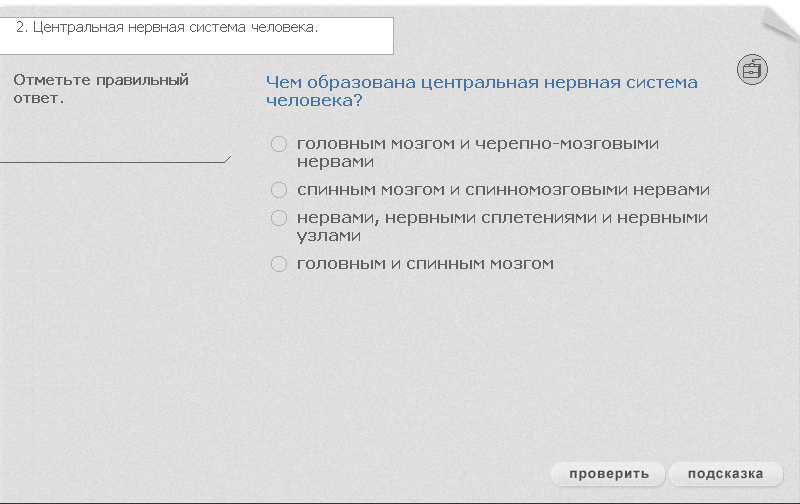 2. Центральная нервная система человека.
Отметьте правильный
ответ.
Чем образована центральная нервная система
человека?
головным мозгом и черепно-мозговыми
нервами
спинным мозгом и спинномозговыми нервами
нервами, нервными сплетениями и нервными
узлами
головным и спинным мозгом
проверить
подсказка